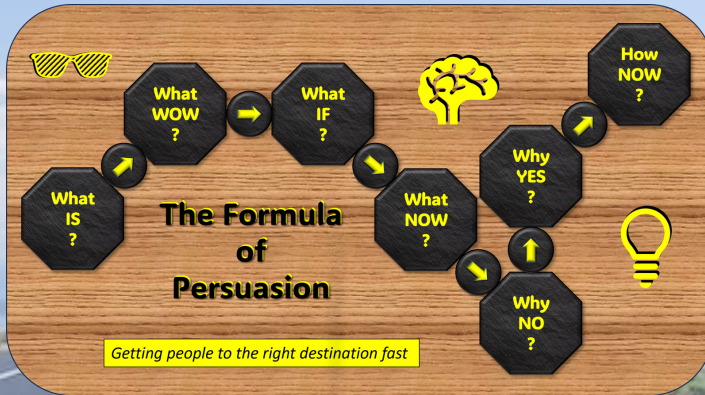 What
IS
?
What
WOW
?
What
IF
?
What
NOW
?
Why
NO
?
Why
YES
?
How
NOW
?
The Formula
of
Persuasion
Getting people to the right destination fast